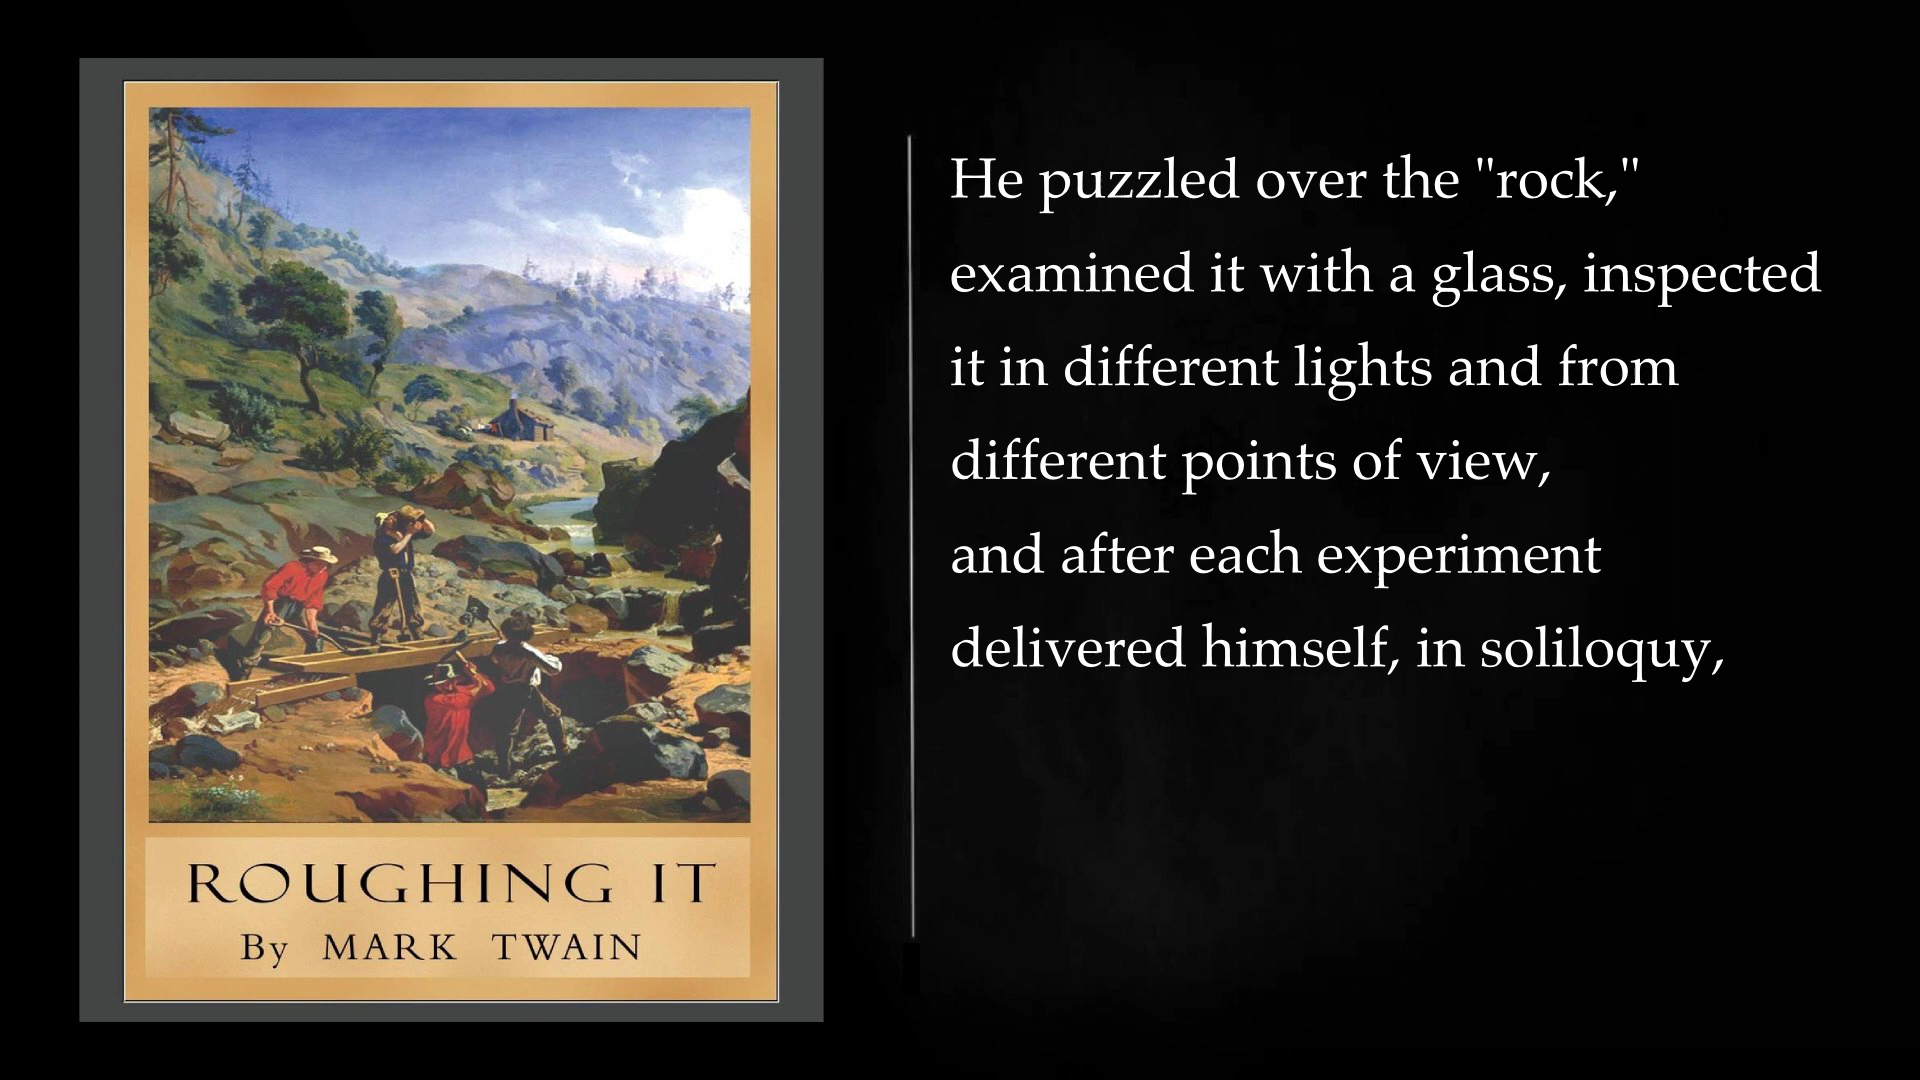 ROUGHING IT
By MARK TWAIN
He puzzled over the "rock,"
examined it with a glass, inspected
it in different lights and from
different points of view,
and after each experiment
delivered himself, in soliloquy,